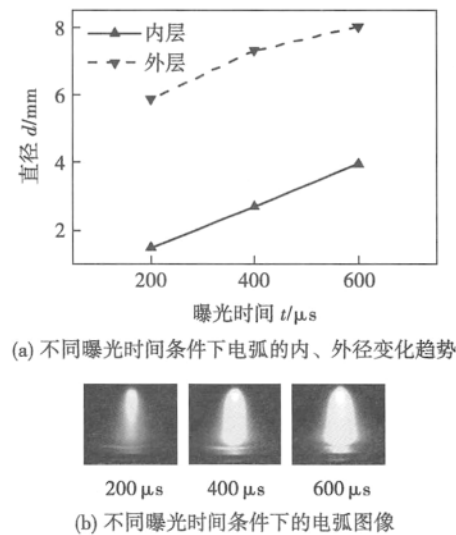 内层
外层
8
6
4
2
直径 d/mm
200
400
600
曝光时间 t/μs
(a) 不同曝光时间条件下电弧的内、外径变化趋势
200 μs
400 μs
600 μs
(b) 不同曝光时间条件下的电弧图像